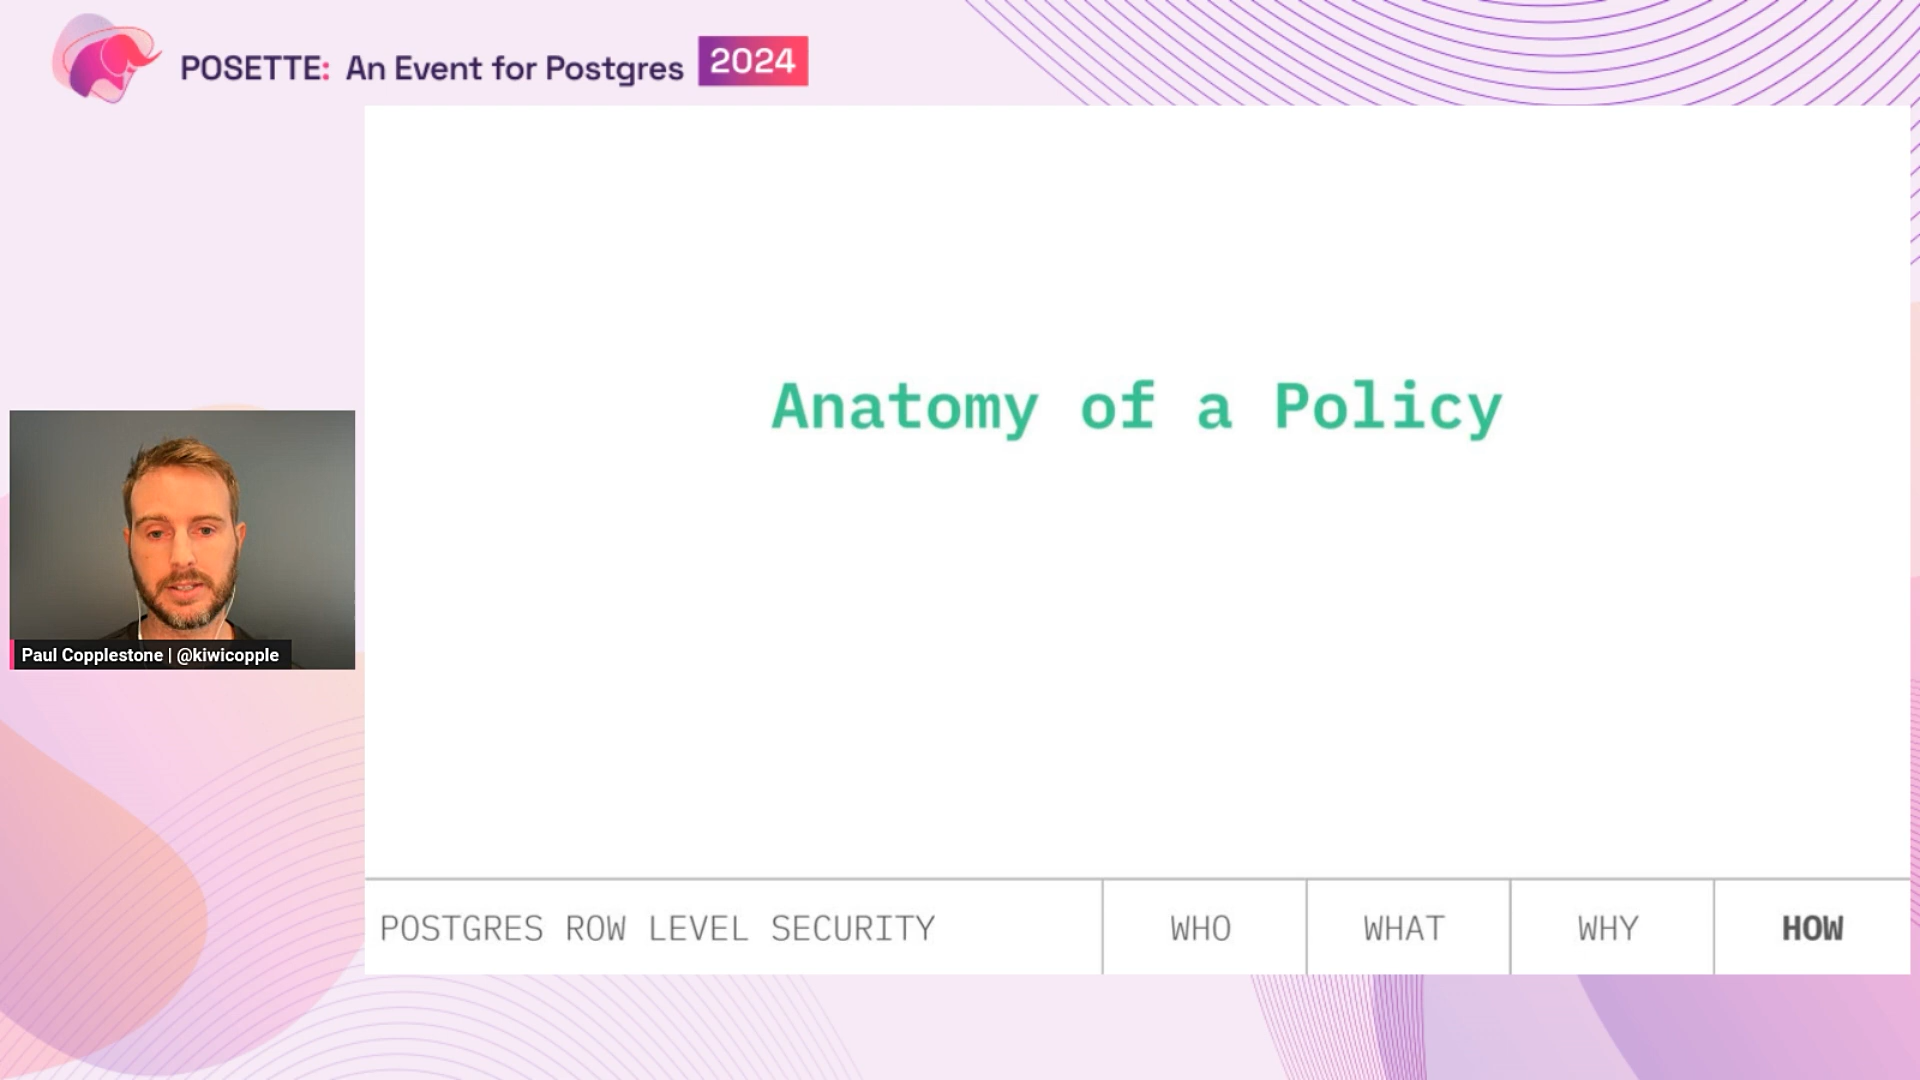 POSETTE: An Event for Postgres 2024
Anatomy of a Policy
Paul Copplestone | @kiwicopple
POSTGRES ROW LEVEL SECURITY WHO WHAT WHY HOW